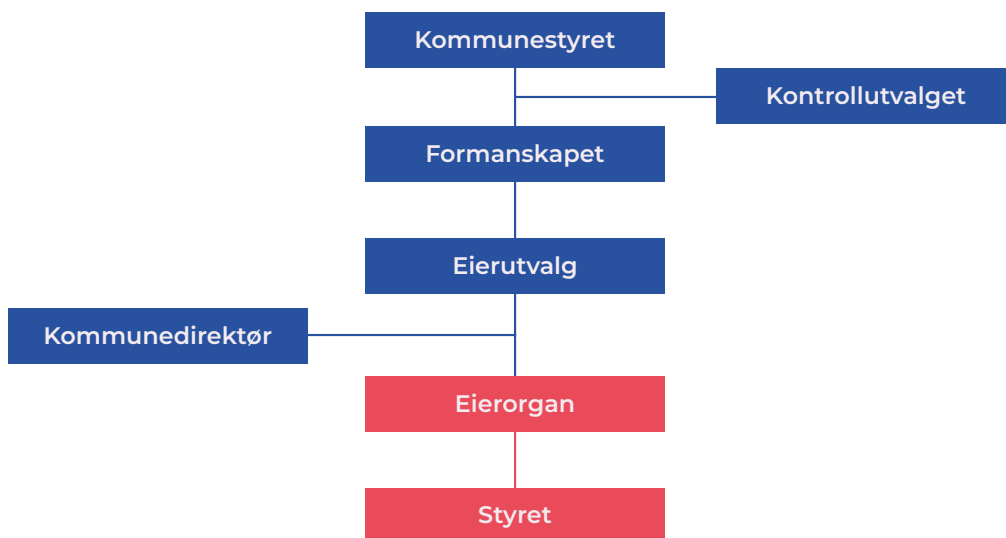 Kommunestyret
Kontrollutvalget
Formanskapet
Eierutvalg
Kommunedirektør
Eierorgan
Styret